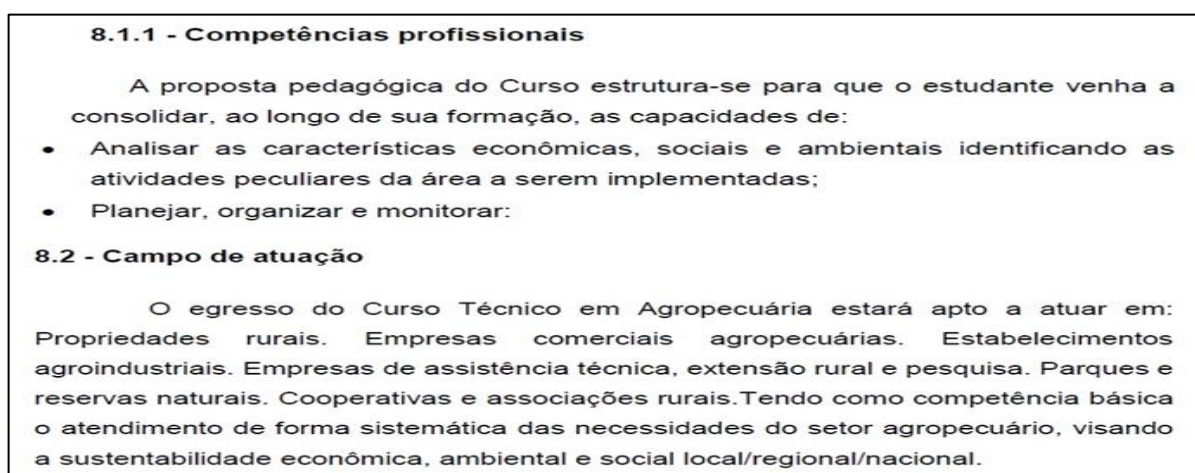 8.1.1 - Competências profissionais
A proposta pedagógica do Curso estrutura-se para que o estudante venha a
consolidar, ao longo de sua formação, as capacidades de:
• Analisar as características econômicas, sociais e ambientais identificando as
atividades peculiares da área a serem implementadas;
• Planejar, organizar e monitorar:
8.2 - Campo de atuação
O egresso do Curso Técnico em Agropecuária estará apto a atuar em:
Propriedades rurais. Empresas comerciais agropecuárias. Estabelecimentos
agroindustriais. Empresas de assistência técnica, extensão rural e pesquisa. Parques e
reservas naturais. Cooperativas e associações rurais.Tendo como competência básica
o atendimento de forma sistemática das necessidades do setor agropecuário, visando
a sustentabilidade econômica, ambiental e social local/regional/nacional.